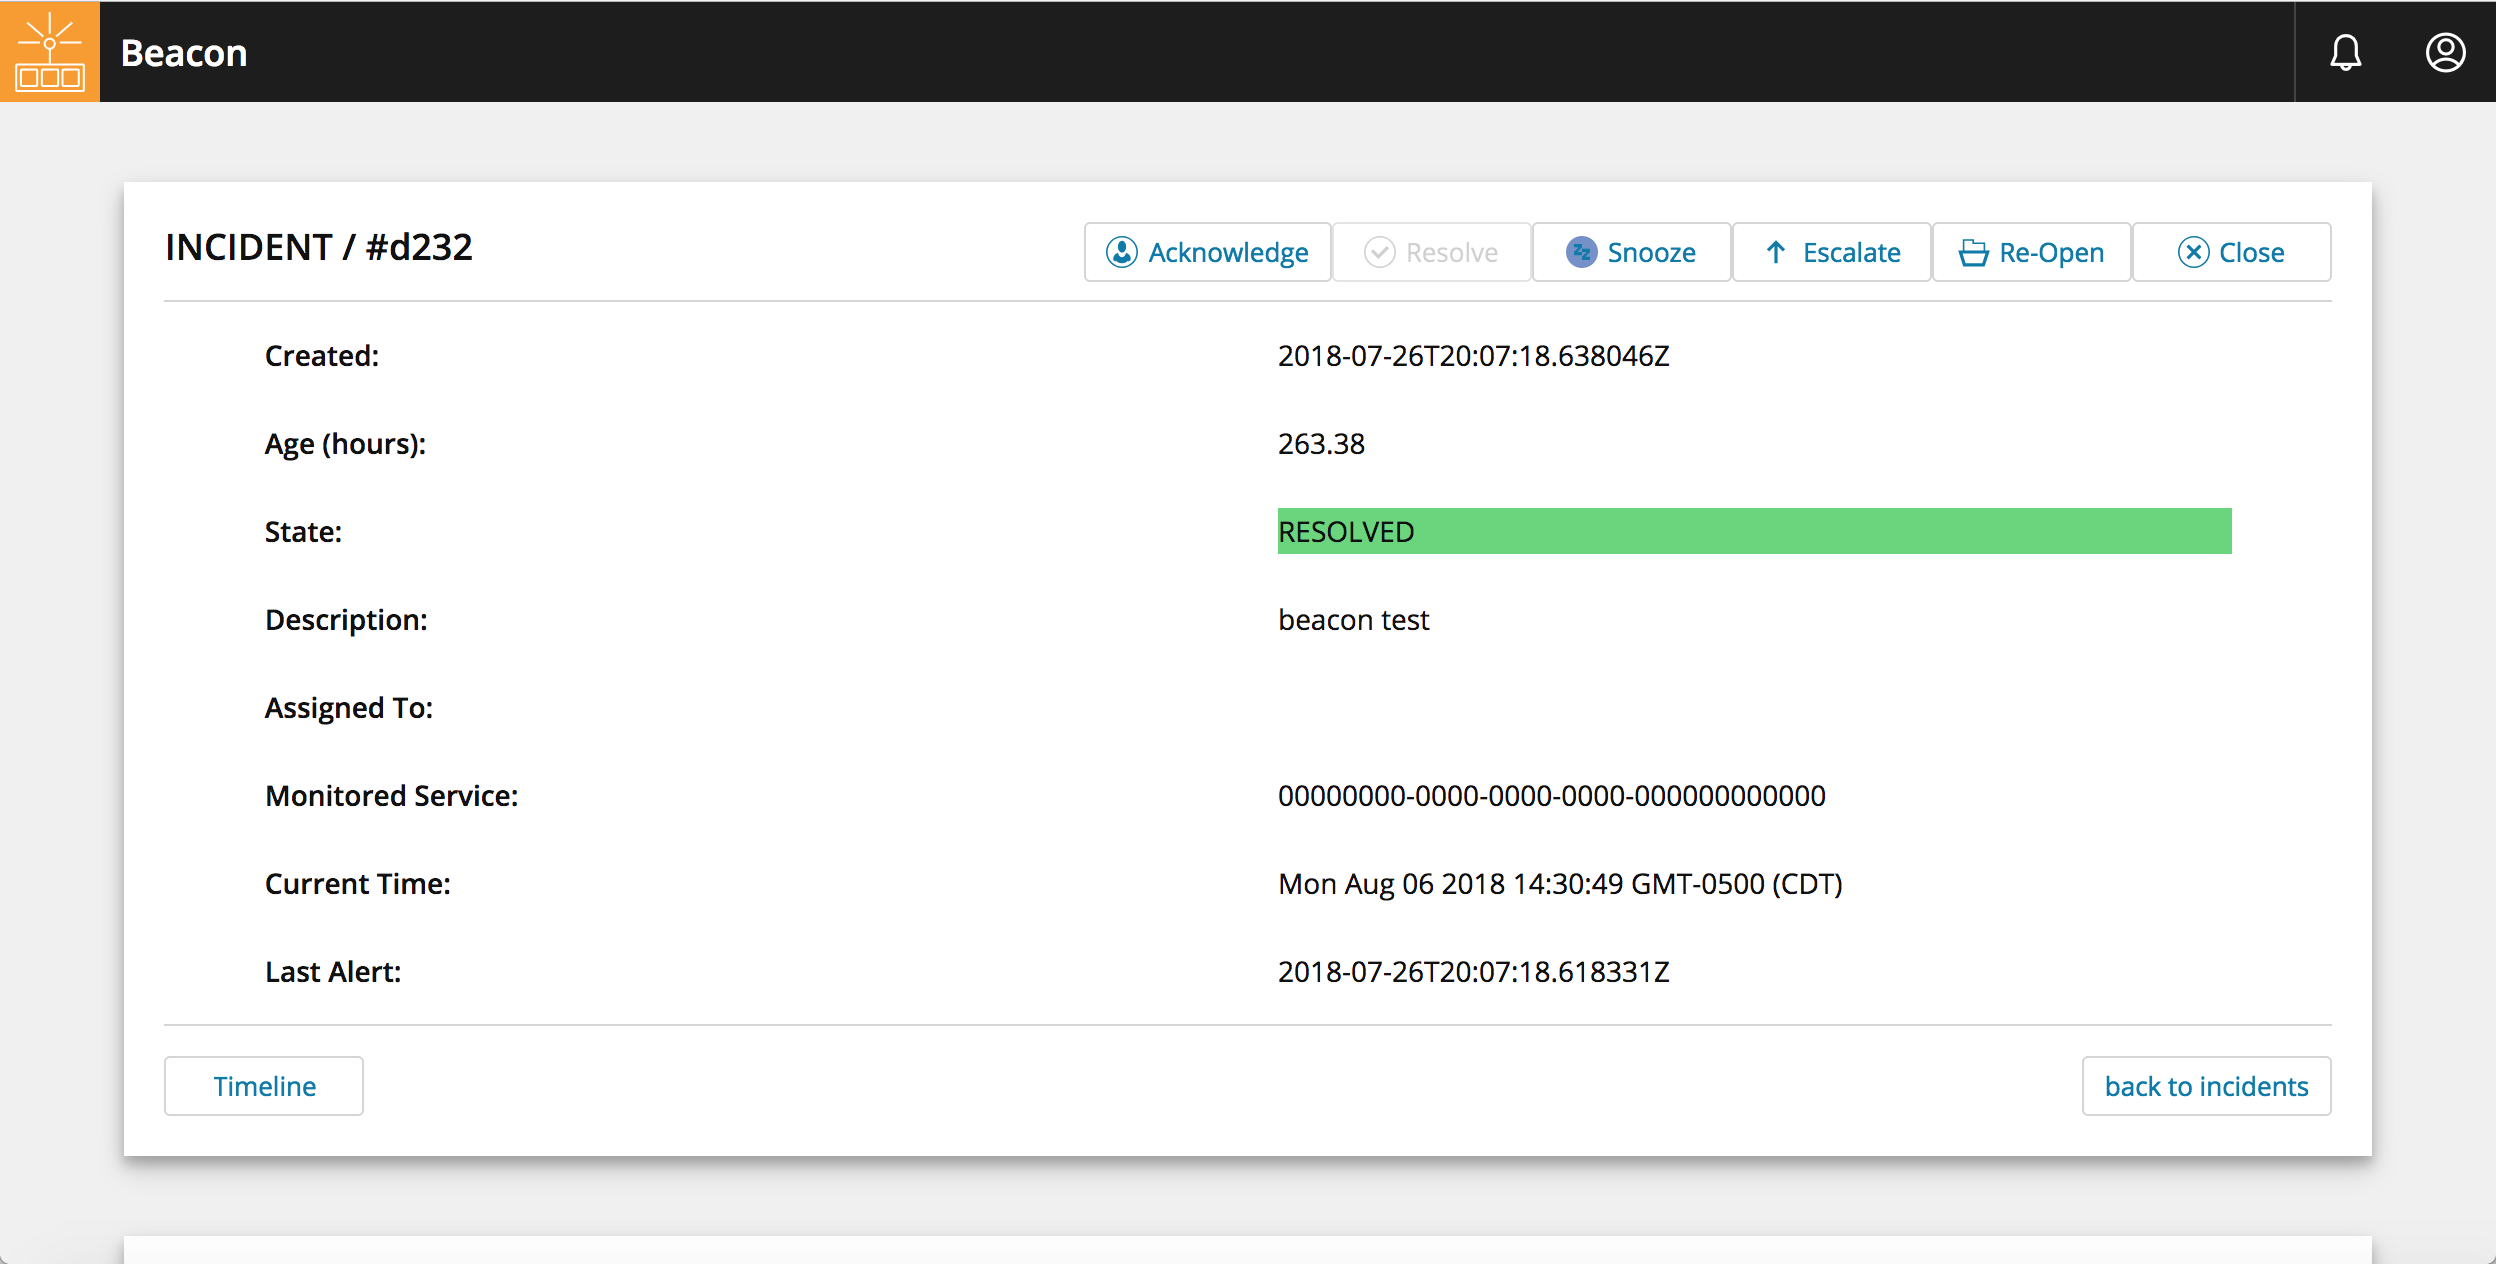 Beacon
INCIDENT / #d232
Acknowledge Resolve Snooze Escalate Re-Open Close
Created: 2018-07-26T20:07:18.638046Z
Age (hours): 263.38
State: RESOLVED
Description: beacon test
Assigned To:
Monitored Service: 00000000-0000-0000-0000-000000000000
Current Time: Mon Aug 06 2018 14:30:49 GMT-0500 (CDT)
Last Alert: 2018-07-26T20:07:18.618331Z
Timeline back to incidents